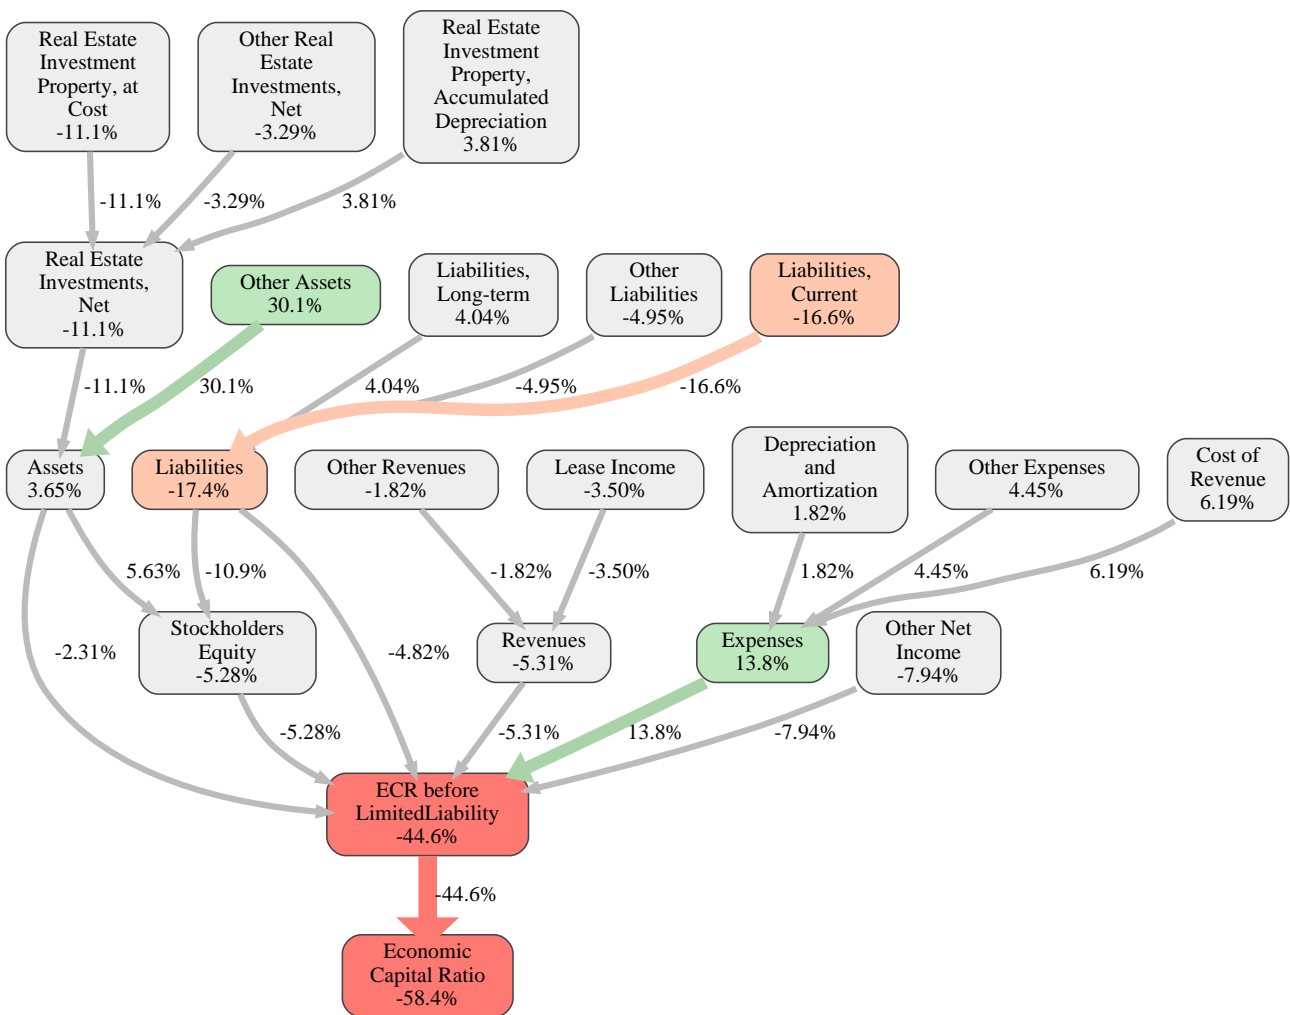 Real Estate
Investment
Property, at
Cost
-11.1%
Other Real
Estate
Investments,
Net
-3.29%
Real Estate
Investment
Property,
Accumulated
Depreciation
3.81%
-11.1%
-3.29%
3.81%
Real Estate
Investments,
Net
-11.1%
Other Assets
30.1%
Liabilities,
Long-term
4.04%
Other
Liabilities
-4.95%
Liabilities,
Current
-16.6%
-11.1%
30.1%
4.04%
-4.95%
-16.6%
Assets
3.65%
Liabilities
-17.4%
Other Revenues
-1.82%
Lease Income
-3.50%
Depreciation
and
Amortization
1.82%
Other Expenses
4.45%
Cost of
Revenue
6.19%
5.63%
-10.9%
-1.82%
-3.50%
1.82%
4.45%
6.19%
-2.31%
Stockholders
Equity
-5.28%
-4.82%
Revenues
-5.31%
Expenses
13.8%
Other Net
Income
-7.94%
-5.28%
-5.31%
13.8%
-7.94%
ECR before
LimitedLiability
-44.6%
-44.6%
Economic
Capital Ratio
-58.4%